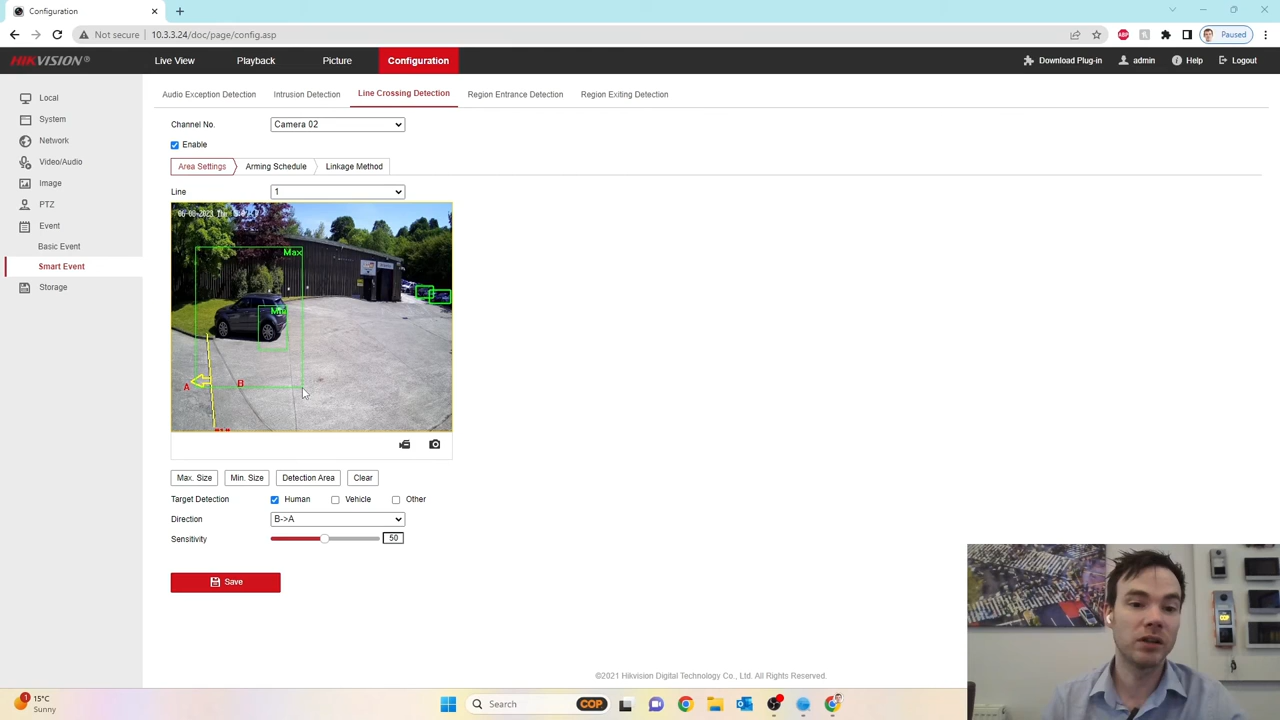 Configuration
Not secure
10.3.3.24/doc/page/config.asp
ABP
Paused
HIKVISION®
Live View
Playback
Picture
Configuration
Download Plug-in
admin
Help
Logout
Local
System
Network
Video/Audio
Image
PTZ
Event
Basic Event
Smart Event
Storage
Audio Exception Detection
Intrusion Detection
Line Crossing Detection
Region Entrance Detection
Region Exiting Detection
Channel No.
Camera 02
Enable
Area Settings
Arming Schedule
Linkage Method
Line
1
Max
A
B
Max. Size
Min. Size
Detection Area
Clear
Target Detection
Human
Vehicle
Other
Direction
B->A
Sensitivity
50
Save
COP
©2021 Hikvision Digital Technology Co., Ltd. All Rights Reserved.
1
15°C
Sunny
Search
COP